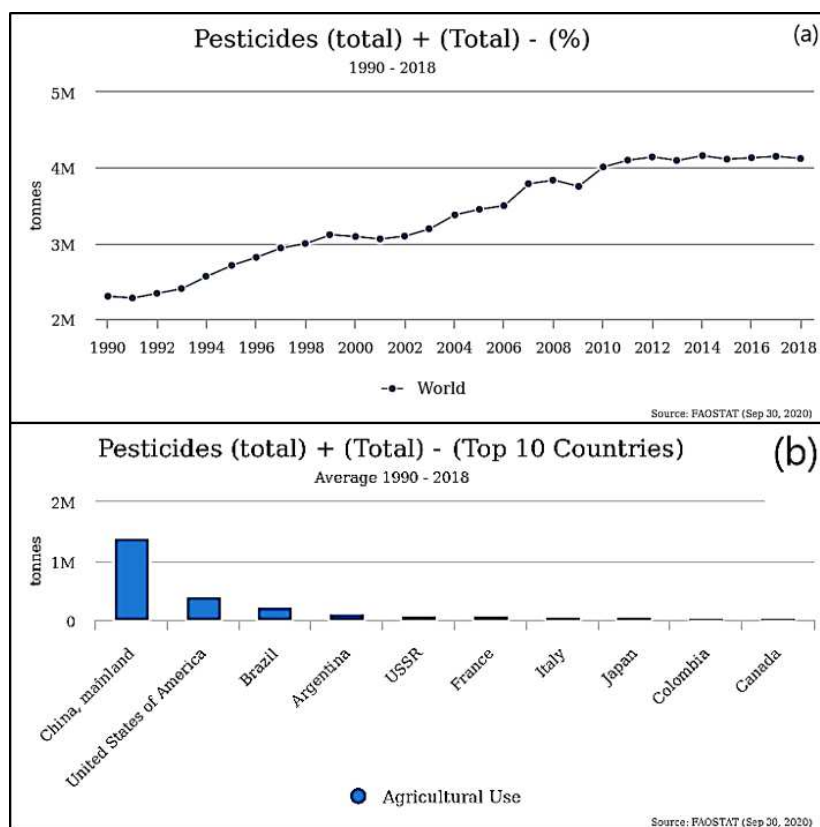 Pesticides (total) + (Total) - (%)
(a)
1990 - 2018
5M
4M
3M
2M
tonnes
1990 1992 1994 1996 1998 2000 2002 2004 2006 2008 2010 2012 2014 2016 2018
World
Source: FAOSTAT (Sep 30, 2020)
Pesticides (total) + (Total) - (Top 10 Countries)
(b)
Average 1990 - 2018
2M
1M
0
tonnes
China, mainland
United States of America
Brazil
Argentina
USSR
France
Italy
Japan
Colombia
Canada
Agricultural Use
Source: FAOSTAT (Sep 30, 2020)